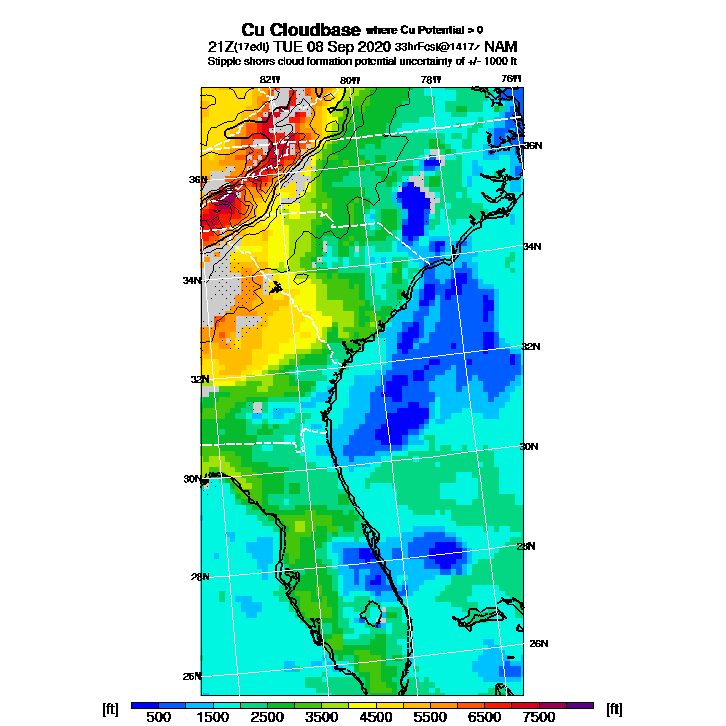 Cu Cloudbase where Cu Potential > 0
21Z(17edt) TUE 08 Sep 2020 33hrFcst@1417z NAM
Stipple shows cloud formation potential uncertainty of +/- 1000 ft
82W 80W 78W 76W
36N
36N
34N
34N
32N
32N
30N
30N
28N
28N
26N
26N
[ft] [ft]
500 1500 2500 3500 4500 5500 6500 7500